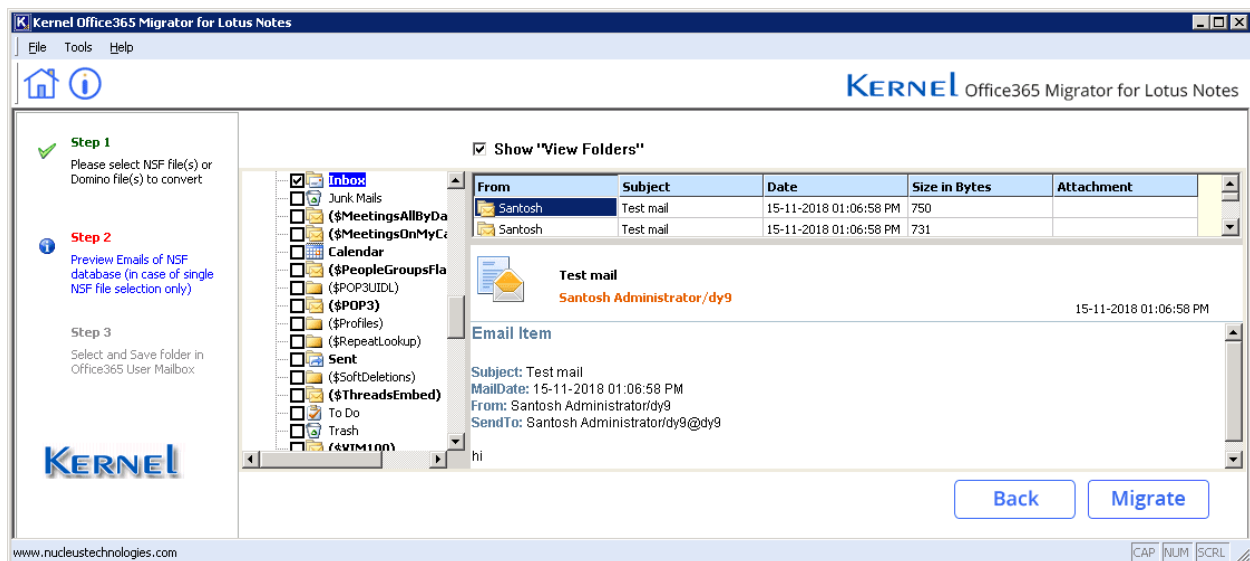 Kernel Office365 Migrator for Lotus Notes
File Tools Help
KERNEL Office365 Migrator for Lotus Notes
Step 1
Please select NSF file(s) or
Domino file(s) to convert
Step 2
Preview Emails of NSF
database (in case of single
NSF file selection only)
Step 3
Select and Save folder in
Office365 User Mailbox
KERNEL
Show "View Folders"
Inbox
Junk Mails
($MeetingsAllByDa
($MeetingsOnMyCa
Calendar
($PeopleGroupsFla
($POP3UIDL)
($POP3)
($Profiles)
($RepeatLookup)
Sent
($SoftDeletions)
($ThreadsEmbed)
To Do
Trash
($VIM100)
From Subject Date Size in Bytes Attachment
Santosh Test mail 15-11-2018 01:06:58 PM 750
Santosh Test mail 15-11-2018 01:06:58 PM 731
Test mail
Santosh Administrator/dy9
15-11-2018 01:06:58 PM
Email Item
Subject: Test mail
MailDate: 15-11-2018 01:06:58 PM
From: Santosh Administrator/dy9
SendTo: Santosh Administrator/dy9@dy9
hi
Back Migrate
www.nucleustechnologies.com CAP NUM SCRL